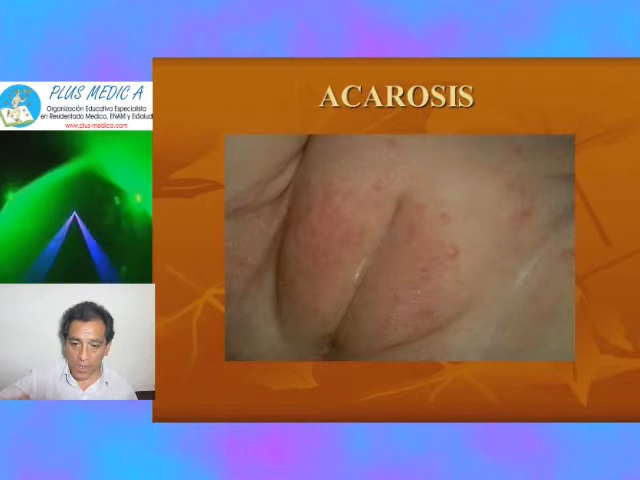 PLUS MEDIC A
Organización Educativa Especialista
en Residentado Medico, ENAM y EsSalud
www.plus-medica.com
ACAROSIS